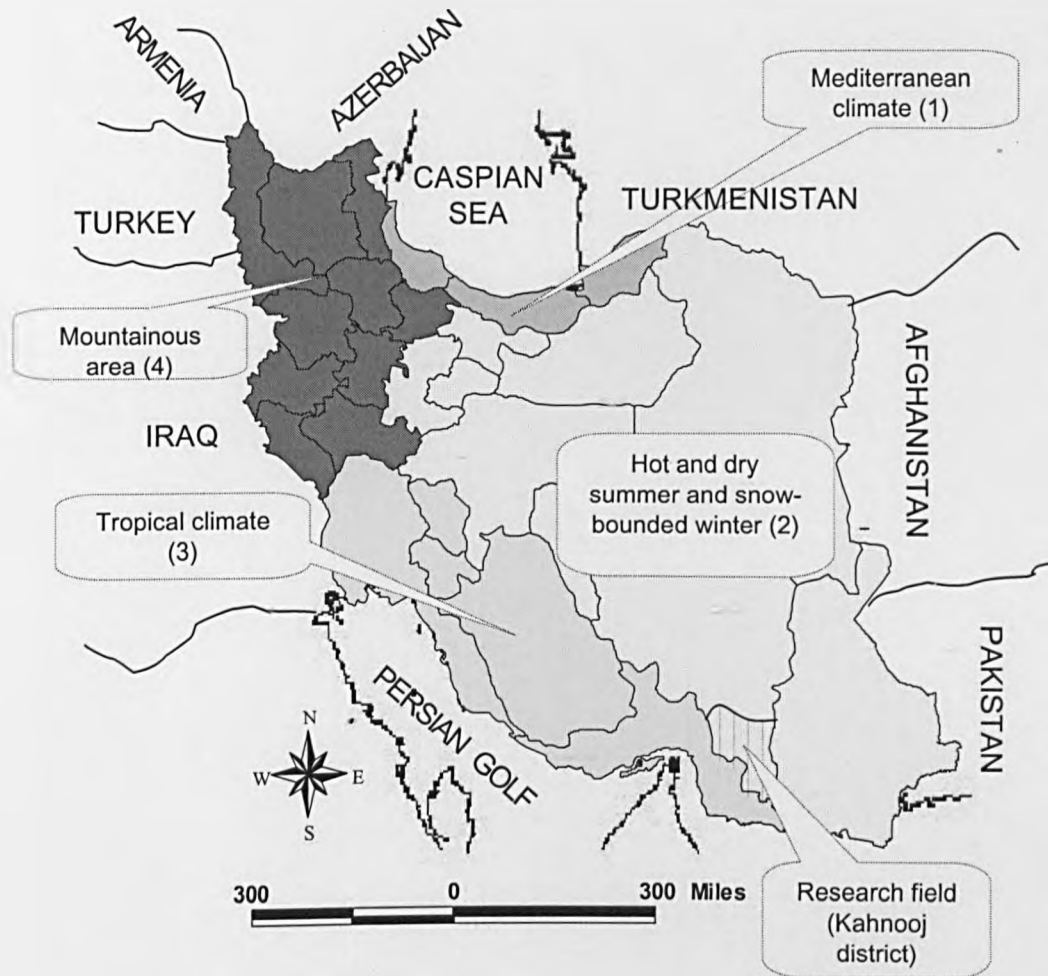 ARMENIA
AZERBAIJAN
Mediterranean
climate (1)
CASPIAN
SEA
TURKMENISTAN
TURKEY
Mountainous
area (4)
AFGHANISTAN
IRAQ
Hot and dry
summer and snow-
bounded winter (2)
Tropical climate
(3)
PAKISTAN
PERSIAN GOLF
N
W
E
S
300 0 300 Miles
Research field
(Kahnooj
district)